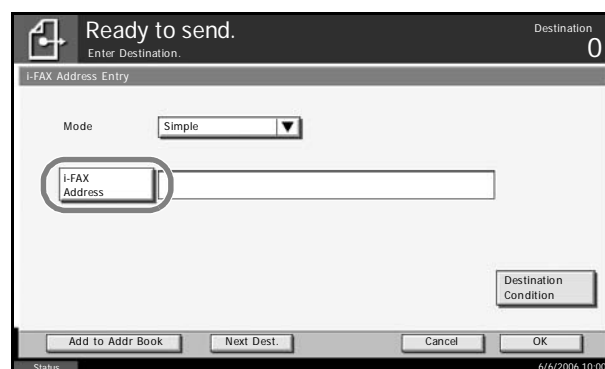 Ready to send.
Destination
Enter Destination.
0
i-FAX Address Entry
Mode
Simple
i-FAX
Address
Destination
Condition
Add to Addr Book
Next Dest.
Cancel
OK
Status
6/6/2006 10:00